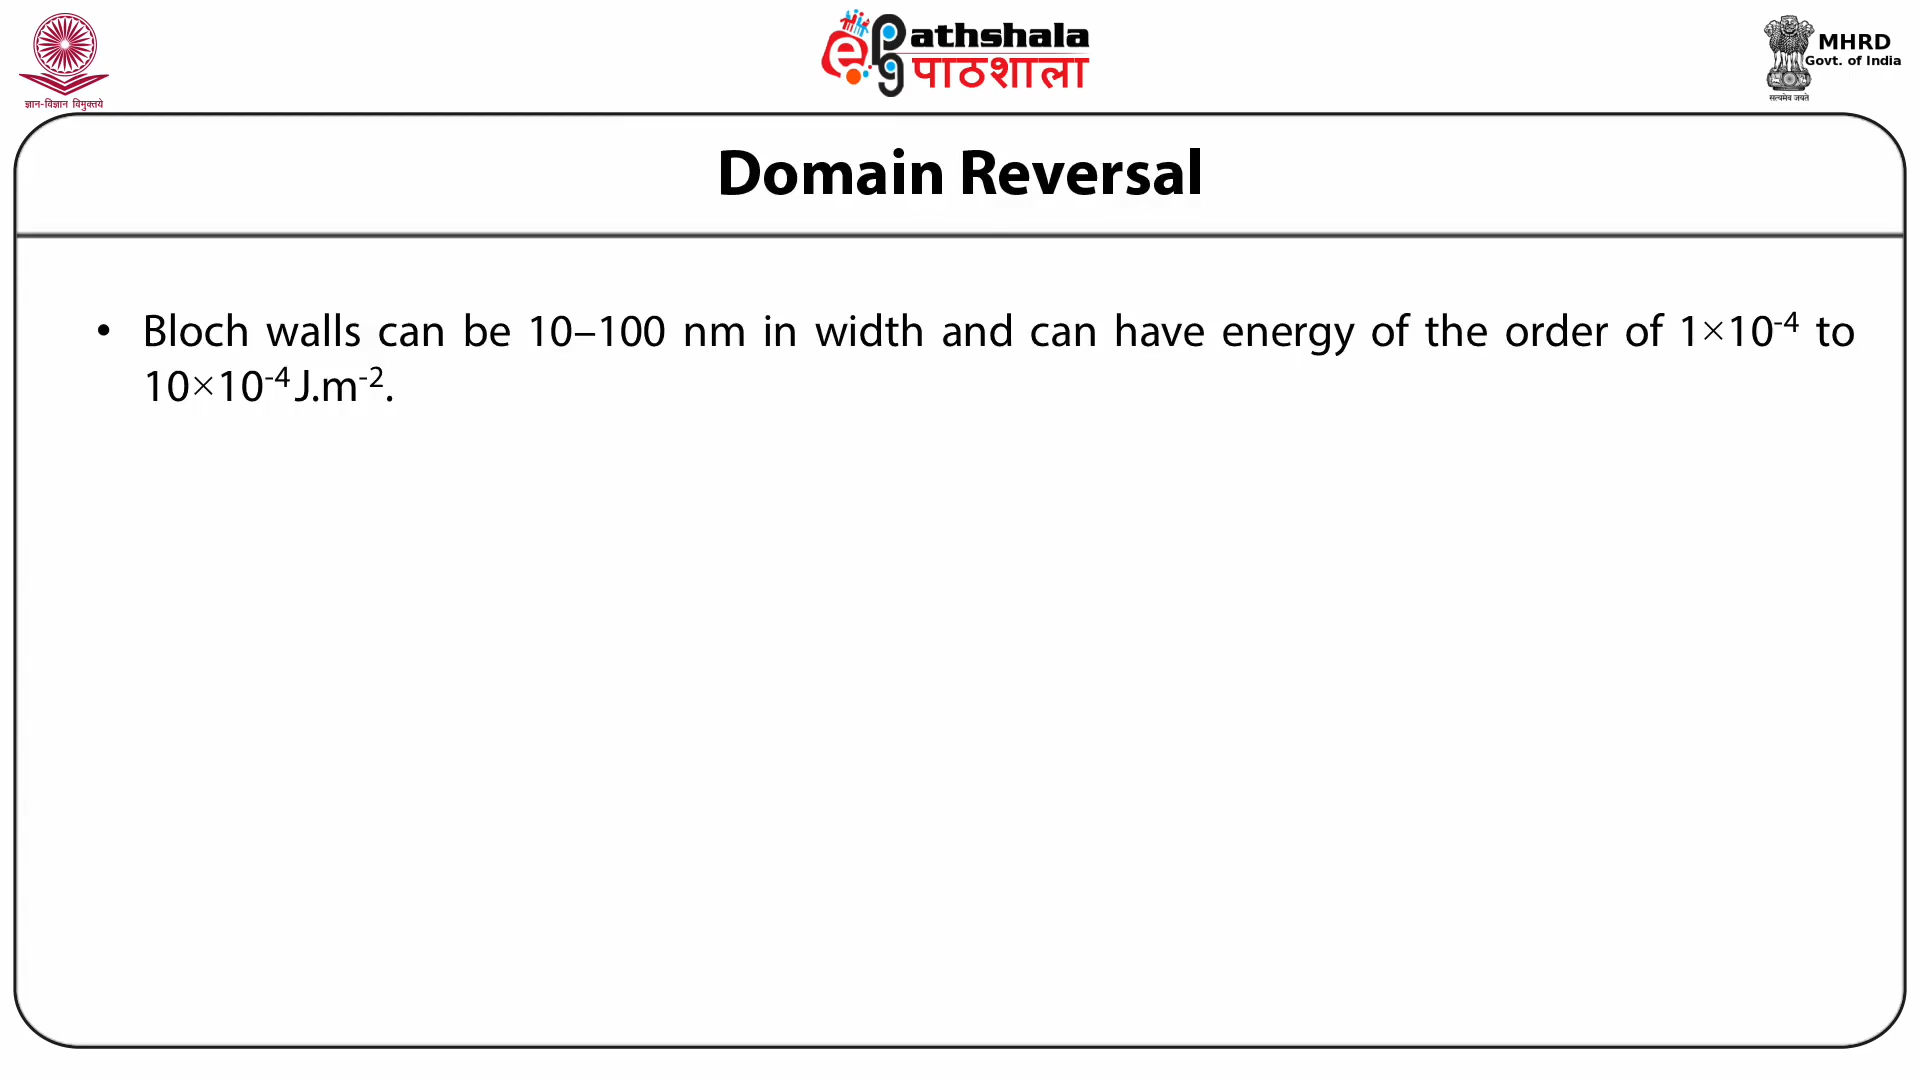 ज्ञान-विज्ञान विमुक्तये
ePG
athshala
पाठशाला
MHRD
Govt. of India
सत्यमेव जयते
Domain Reversal
• Bloch walls can be 10–100 nm in width and can have energy of the order of 1×10⁻⁴ to
10×10⁻⁴ J.m⁻².